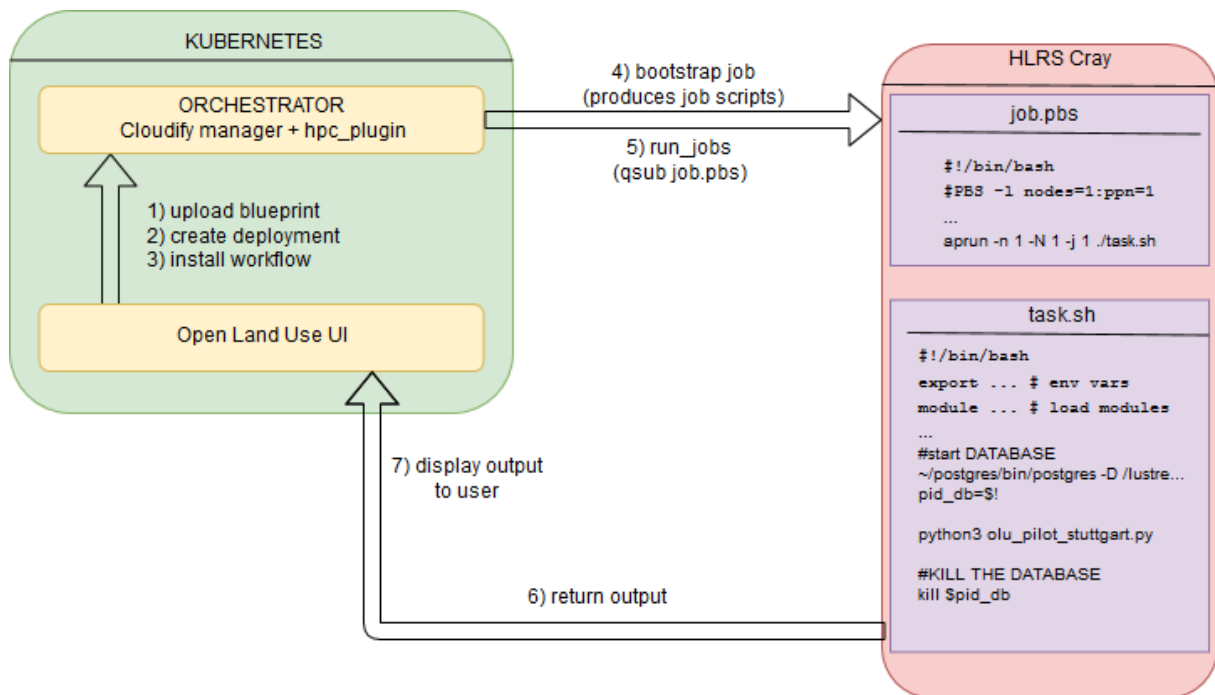 KUBERNETES
ORCHESTRATOR
Cloudify manager + hpc_plugin
1) upload blueprint
2) create deployment
3) install workflow
Open Land Use UI
4) bootstrap job
(produces job scripts)
5) run_jobs
(qsub job.pbs)
HLRS Cray
job.pbs
#!/bin/bash
#PBS -l nodes=1:ppn=1
...
aprun -n 1 -N 1 -j 1 ./task.sh
task.sh
#!/bin/bash
export ... # env vars
module ... # load modules
...
#start DATABASE
~/postgres/bin/postgres -D /lustre...
pid_db=$!
python3 olu_pilot_stuttgart.py
#KILL THE DATABASE
kill $pid_db
6) return output
7) display output
to user